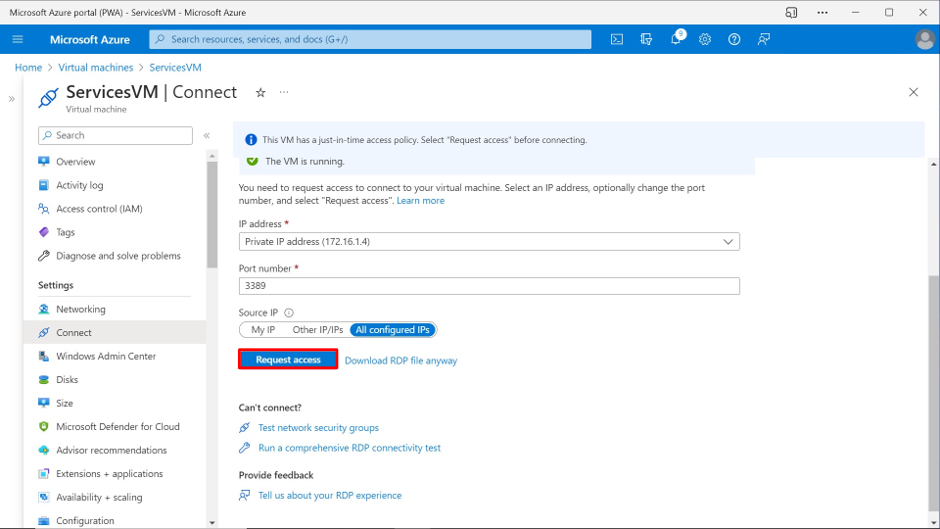 Microsoft Azure portal (PWA) - ServicesVM - Microsoft Azure
Microsoft Azure
Search resources, services, and docs (G+/)
9
Home > Virtual machines > ServicesVM
ServicesVM | Connect
Virtual machine
Search
Overview
Activity log
Access control (IAM)
Tags
Diagnose and solve problems
Settings
Networking
Connect
Windows Admin Center
Disks
Size
Microsoft Defender for Cloud
Advisor recommendations
Extensions + applications
Availability + scaling
Configuration
This VM has a just-in-time access policy. Select "Request access" before connecting.
The VM is running.
You need to request access to connect to your virtual machine. Select an IP address, optionally change the port
number, and select "Request access". Learn more
IP address *
Private IP address (172.16.1.4)
Port number *
3389
Source IP
My IP Other IP/IPs All configured IPs
Request access Download RDP file anyway
Can't connect?
Test network security groups
Run a comprehensive RDP connectivity test
Provide feedback
Tell us about your RDP experience